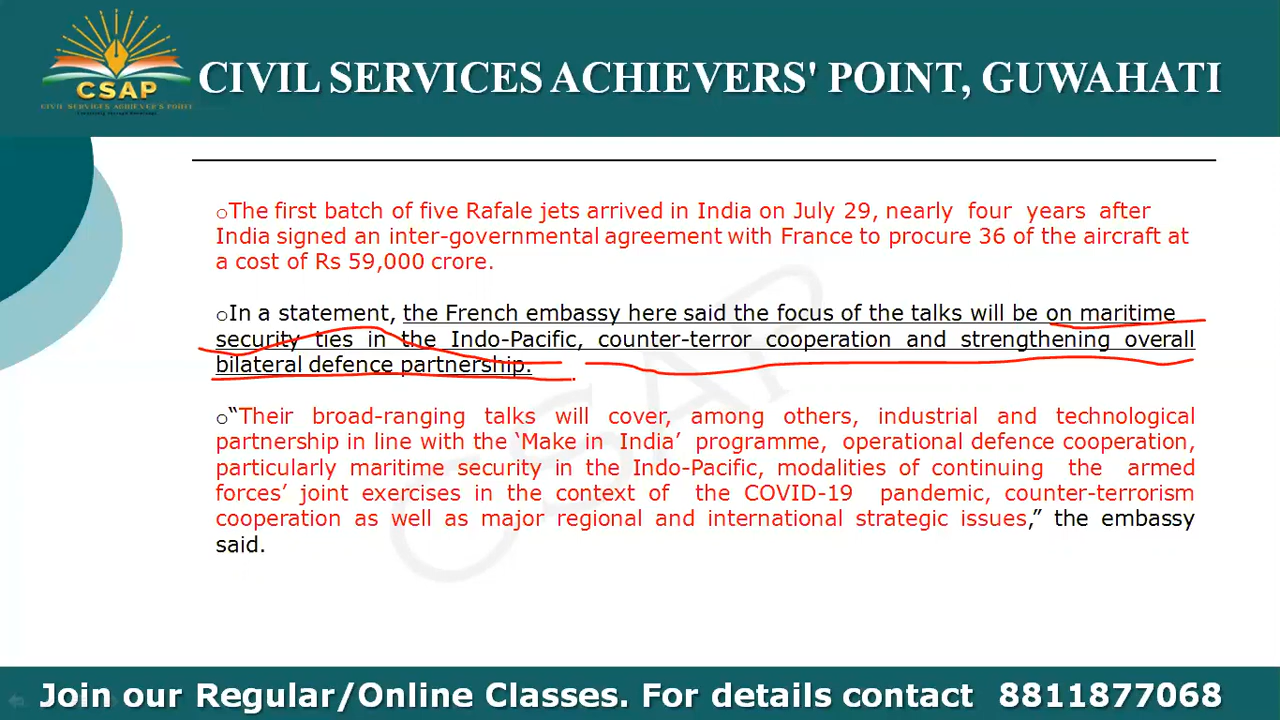 CSAP
CIVIL SERVICES ACHIEVER'S POINT
CIVIL SERVICES ACHIEVERS' POINT, GUWAHATI
oThe first batch of five Rafale jets arrived in India on July 29, nearly four years after
India signed an inter-governmental agreement with France to procure 36 of the aircraft at
a cost of Rs 59,000 crore.
oIn a statement, the French embassy here said the focus of the talks will be on maritime
security ties in the Indo-Pacific, counter-terror cooperation and strengthening overall
bilateral defence partnership.
o“Their broad-ranging talks will cover, among others, industrial and technological
partnership in line with the ‘Make in India’ programme, operational defence cooperation,
particularly maritime security in the Indo-Pacific, modalities of continuing the armed
forces’ joint exercises in the context of the COVID-19 pandemic, counter-terrorism
cooperation as well as major regional and international strategic issues,” the embassy
said.
CSAP
Join our Regular/Online Classes. For details contact 8811877068